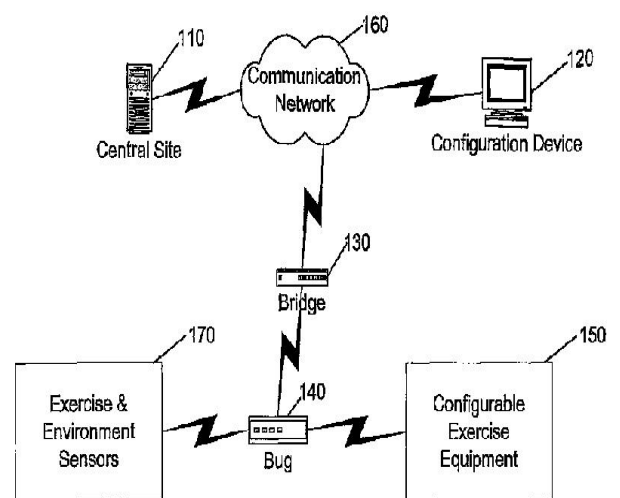 110
160
120
Communication
Network
Central Site
Configuration Device
130
Bridge
170
140
150
Exercise &
Environment
Sensors
Bug
Configurable
Exercise
Equipment